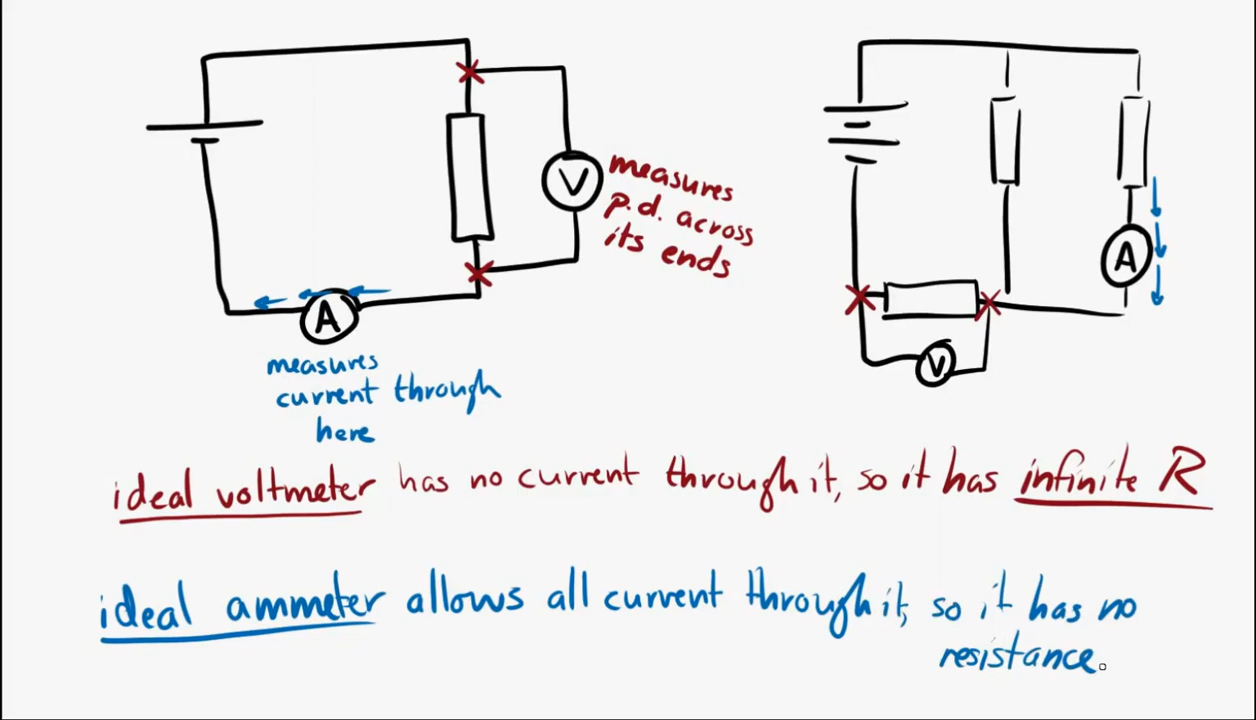 V
measures
p.d. across
its ends
A
measures
current through
here
A
V
ideal voltmeter has no current through it, so it has infinite R
ideal ammeter allows all current through it, so it has no
resistance.